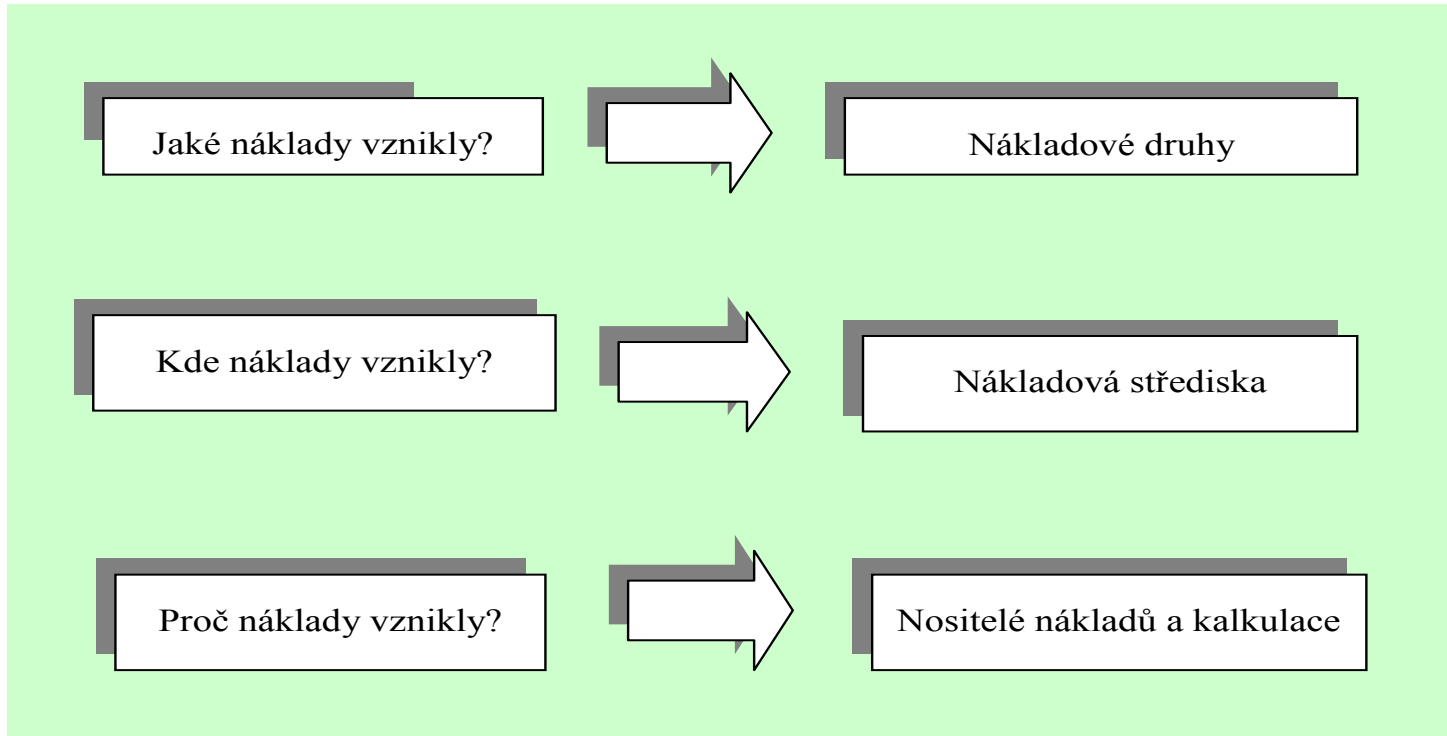 Jaké náklady vznikly?
Nákladové druhy
Kde náklady vznikly?
Nákladová střediska
Proč náklady vznikly?
Nositelé nákladů a kalkulace